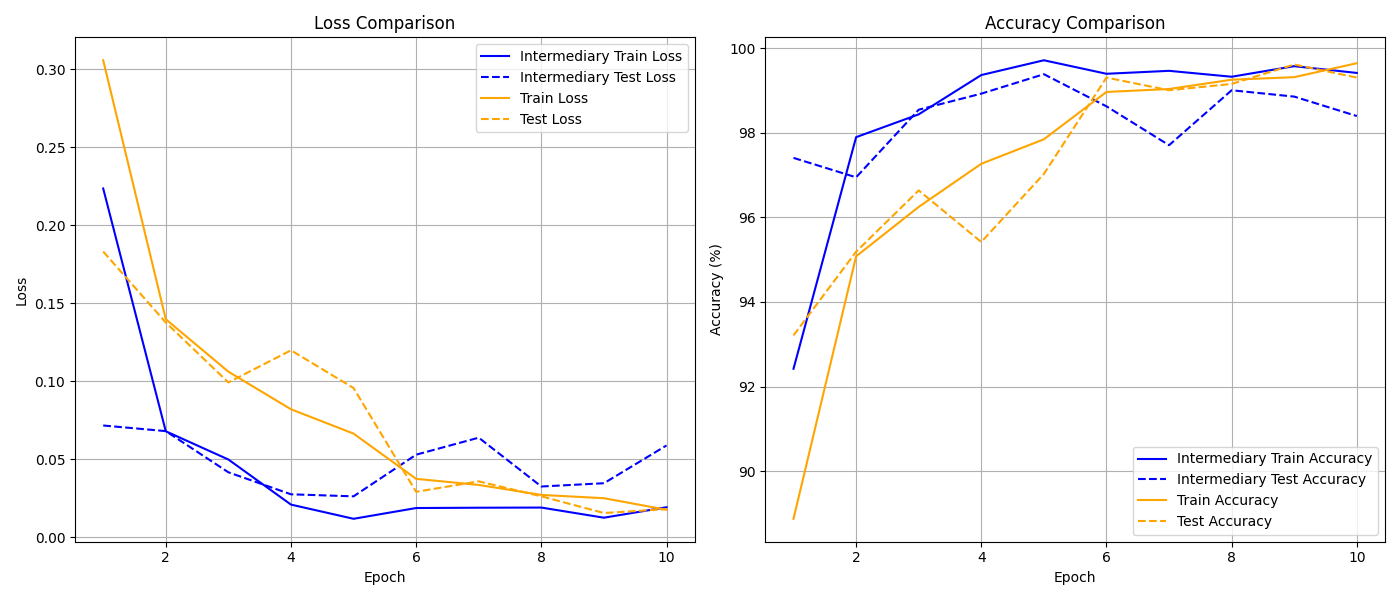 Loss Comparison
Loss
0.30
0.25
0.20
0.15
0.10
0.05
0.00
Intermediary Train Loss
Intermediary Test Loss
Train Loss
Test Loss
2 4 6 8 10
Epoch
Accuracy Comparison
Accuracy (%)
100
98
96
94
92
90
Intermediary Train Accuracy
Intermediary Test Accuracy
Train Accuracy
Test Accuracy
2 4 6 8 10
Epoch